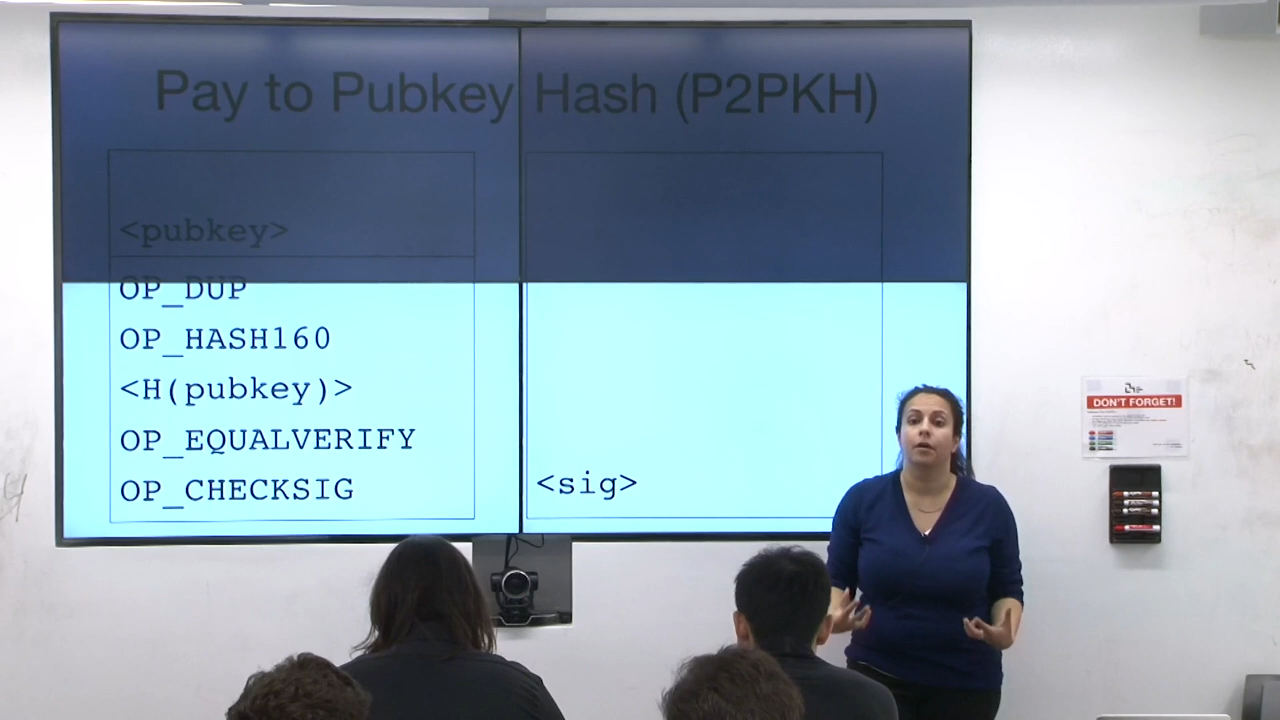 Pay to Pubkey Hash (P2PKH)
<pubkey>
OP_DUP
OP_HASH160
<H(pubkey)>
OP_EQUALVERIFY
OP_CHECKSIG
<sig>
DON'T FORGET!